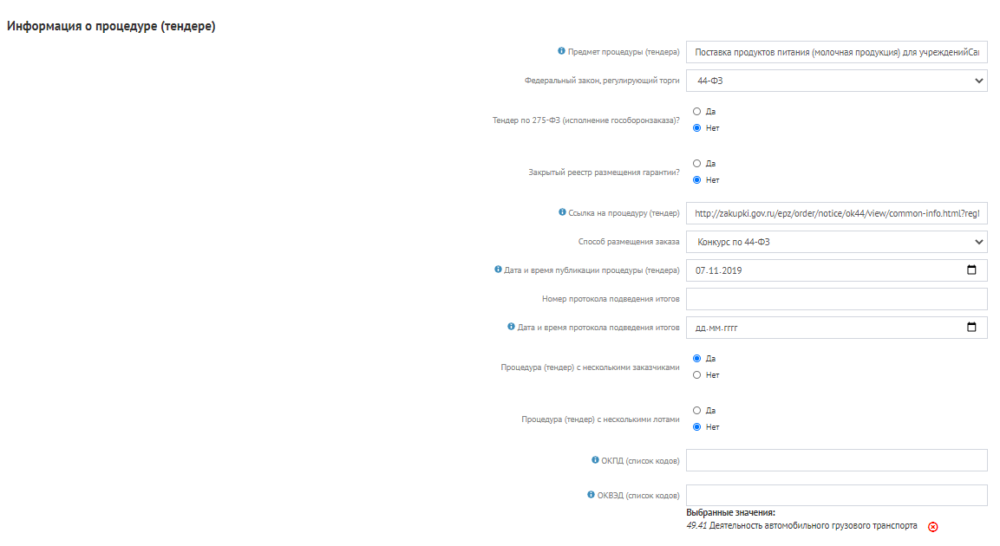 Информация о процедуре (тендере)
Предмет процедуры (тендера) Поставка продуктов питания (молочная продукция) для учрежденийСа
Федеральный закон, регулирующий торги 44-ФЗ
Да
Тендер по 275-ФЗ (исполнение гособоронзаказа)?
Нет
Да
Закрытый реестр размещения гарантии?
Нет
Ссылка на процедуру (тендер) http://zakupki.gov.ru/epz/order/notice/ok44/view/common-info.html?regN
Способ размещения заказа Конкурс по 44-ФЗ
Дата и время публикации процедуры (тендера) 07.11.2019
Номер протокола подведения итогов
Дата и время протокола подведения итогов дд.мм.гггг
Да
Процедура (тендер) с несколькими заказчиками
Нет
Да
Процедура (тендер) с несколькими лотами
Нет
ОКПД (список кодов)
ОКВЭД (список кодов)
Выбранные значения:
49.41 Деятельность автомобильного грузового транспорта